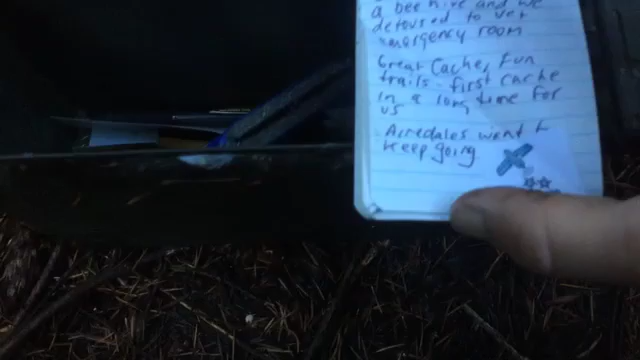 a bee hive and we
detoured to vet
emergency room
Great Cache, fun
trails - first cache
in a long time for
us
Airedales want to
keep going